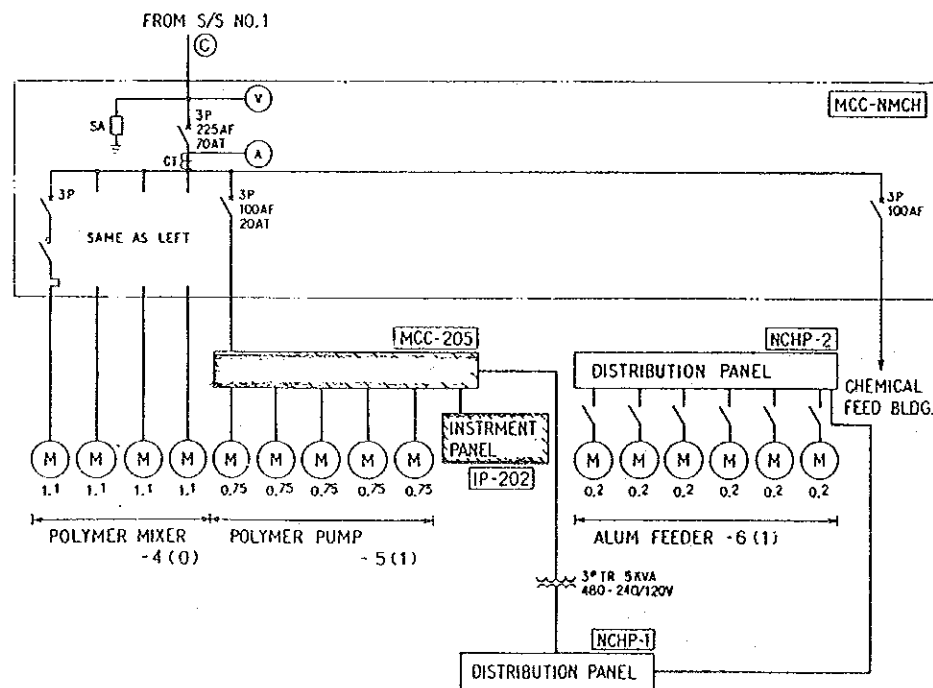 FROM S/S NO.1
C
V
MCC-NMCH
SA
3P
225AF
70AT
A
CT
3P
3P
100AF
20AT
3P
100AF
SAME AS LEFT
MCC-205
NCHP-2
DISTRIBUTION PANEL
CHEMICAL
FEED BLDG.
INSTRMENT
PANEL
IP-202
M M M M M M M M M
1.1 1.1 1.1 1.1 0.75 0.75 0.75 0.75 0.75
M M M M M M
0.2 0.2 0.2 0.2 0.2 0.2
POLYMER MIXER
-4(0)
POLYMER PUMP
-5(1)
ALUM FEEDER -6(1)
3ø TR 5KVA
480-240/120V
NCHP-1
DISTRIBUTION PANEL